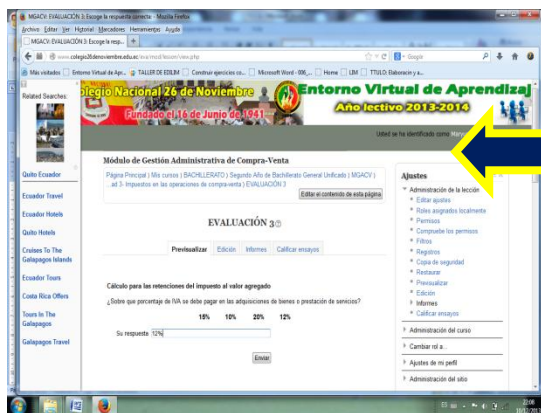 MGACV: EVALUACIÓN 3: Escoge la respuesta correcta - Mozilla Firefox
Archivo Editar Ver Historial Marcadores Herramientas Ayuda
MGACV: EVALUACIÓN 3: Escoge la resp...
www.colegio26denoviembre.edu.ec
Google
Más visitados Entorno Virtual de Apr... TALLER DE EDILIM Construir ejercicios co... Microsoft Word - 006_... Home LIM
Related Searches:
Quito Ecuador
Ecuador Travel
Ecuador Hotels
Quito Hotels
Cruises To The Galapagos Islands
Ecuador Tours
Costa Rica Offers
Tours In The Galapagos
Galapagos Travel
Colegio Nacional 26 de Noviembre
Fundado el 16 de Junio de 1941
Entorno Virtual de Aprendizaj
Año lectivo 2013-2014
Usted se ha identificado como
Módulo de Gestión Administrativa de Compra-Venta
Página Principal ) Mis cursos ) BACHILLERATO ) Segundo Año de Bachillerato General Unificado ) MGACV )
...ad 3- Impuestos en las operaciones de compra-venta ) EVALUACIÓN 3
Editar el contenido de esta página
EVALUACIÓN 3
Previsualizar Edición Informes Calificar ensayos
Cálculo para las retenciones del impuesto al valor agregado
¿Sobre que porcentaje de IVA se debe pagar en las adquisiciones de bienes o prestación de servicios?
15% 10% 20% 12%
Su respuesta 12%
Enviar
Ajustes
Administración de la lección
Editar ajustes
Roles asignados localmente
Permisos
Compruebe los permisos
Filtros
Registros
Copia de seguridad
Restaurar
Previsualizar
Edición
Informes
Calificar ensayos
Administración del curso
Cambiar rol a...
Ajustes de mi perfil
Administración del sitio
ES
22:08